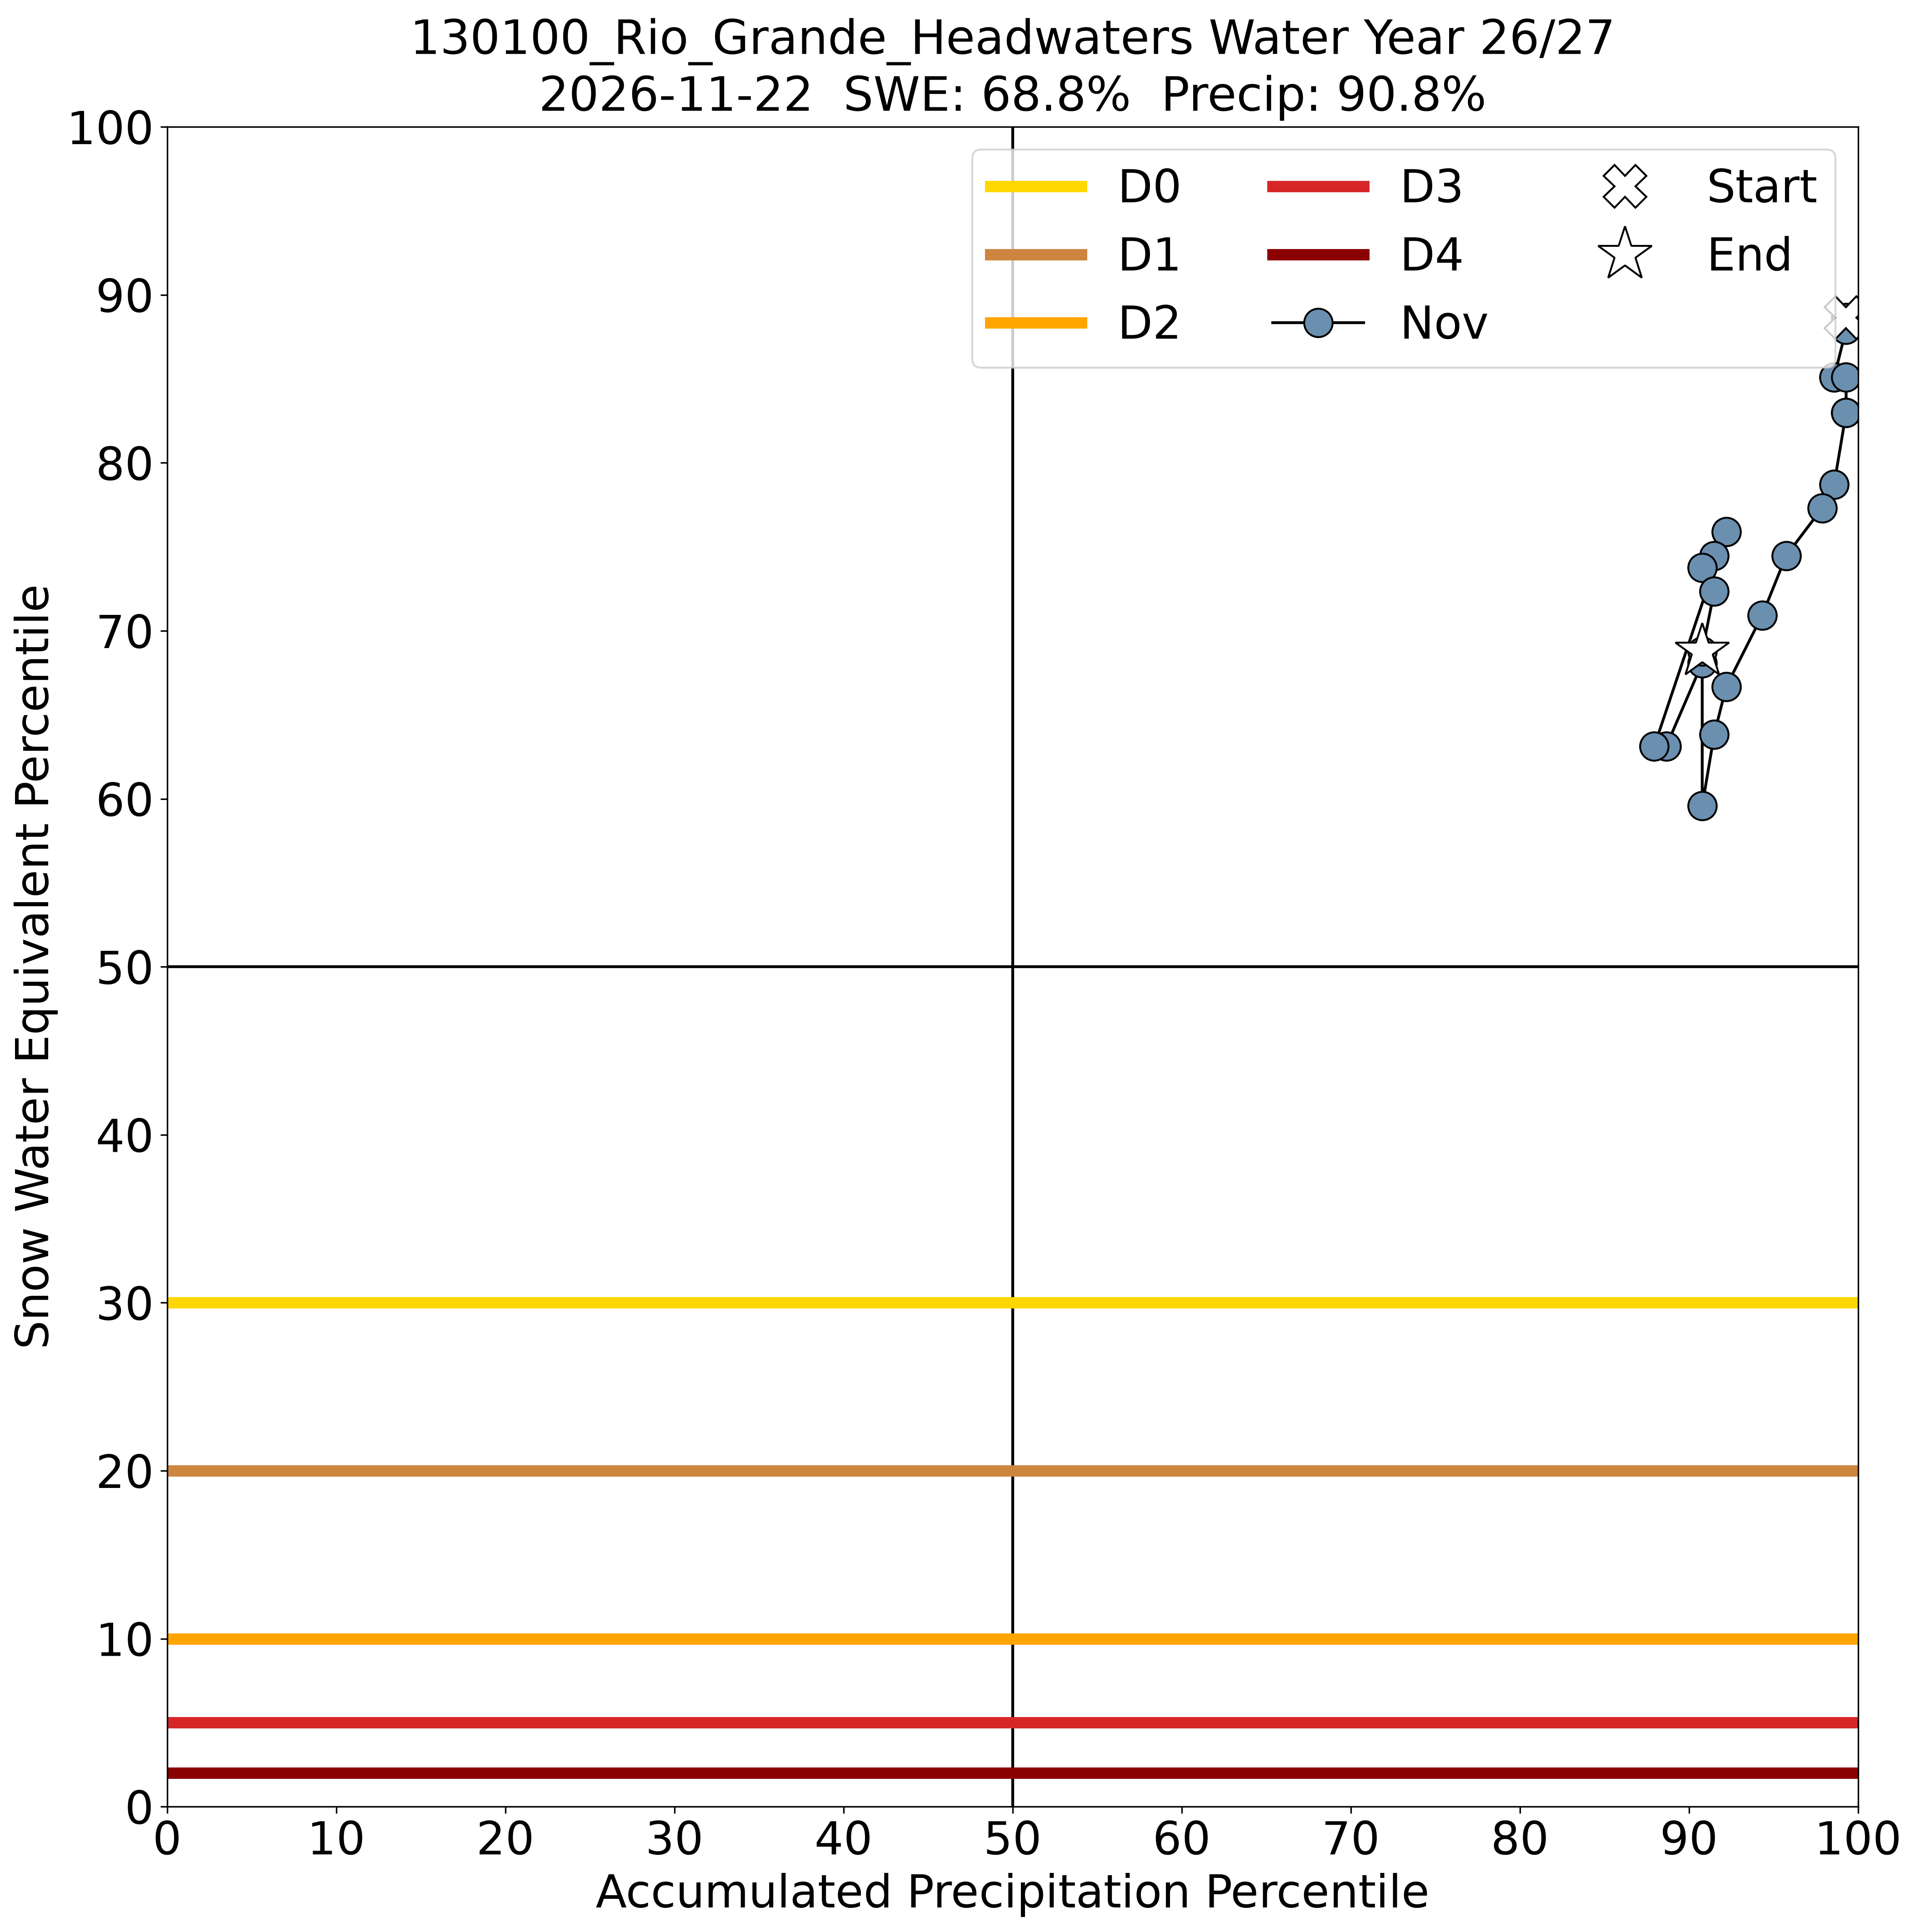 130100_Rio_Grande_Headwaters Water Year 26/27
2026-11-22  SWE: 68.8%  Precip: 90.8%
D0
D1
D2
D3
D4
Nov
Start
End
Snow Water Equivalent Percentile
100
90
80
70
60
50
40
30
20
10
0
0 10 20 30 40 50 60 70 80 90 100
Accumulated Precipitation Percentile